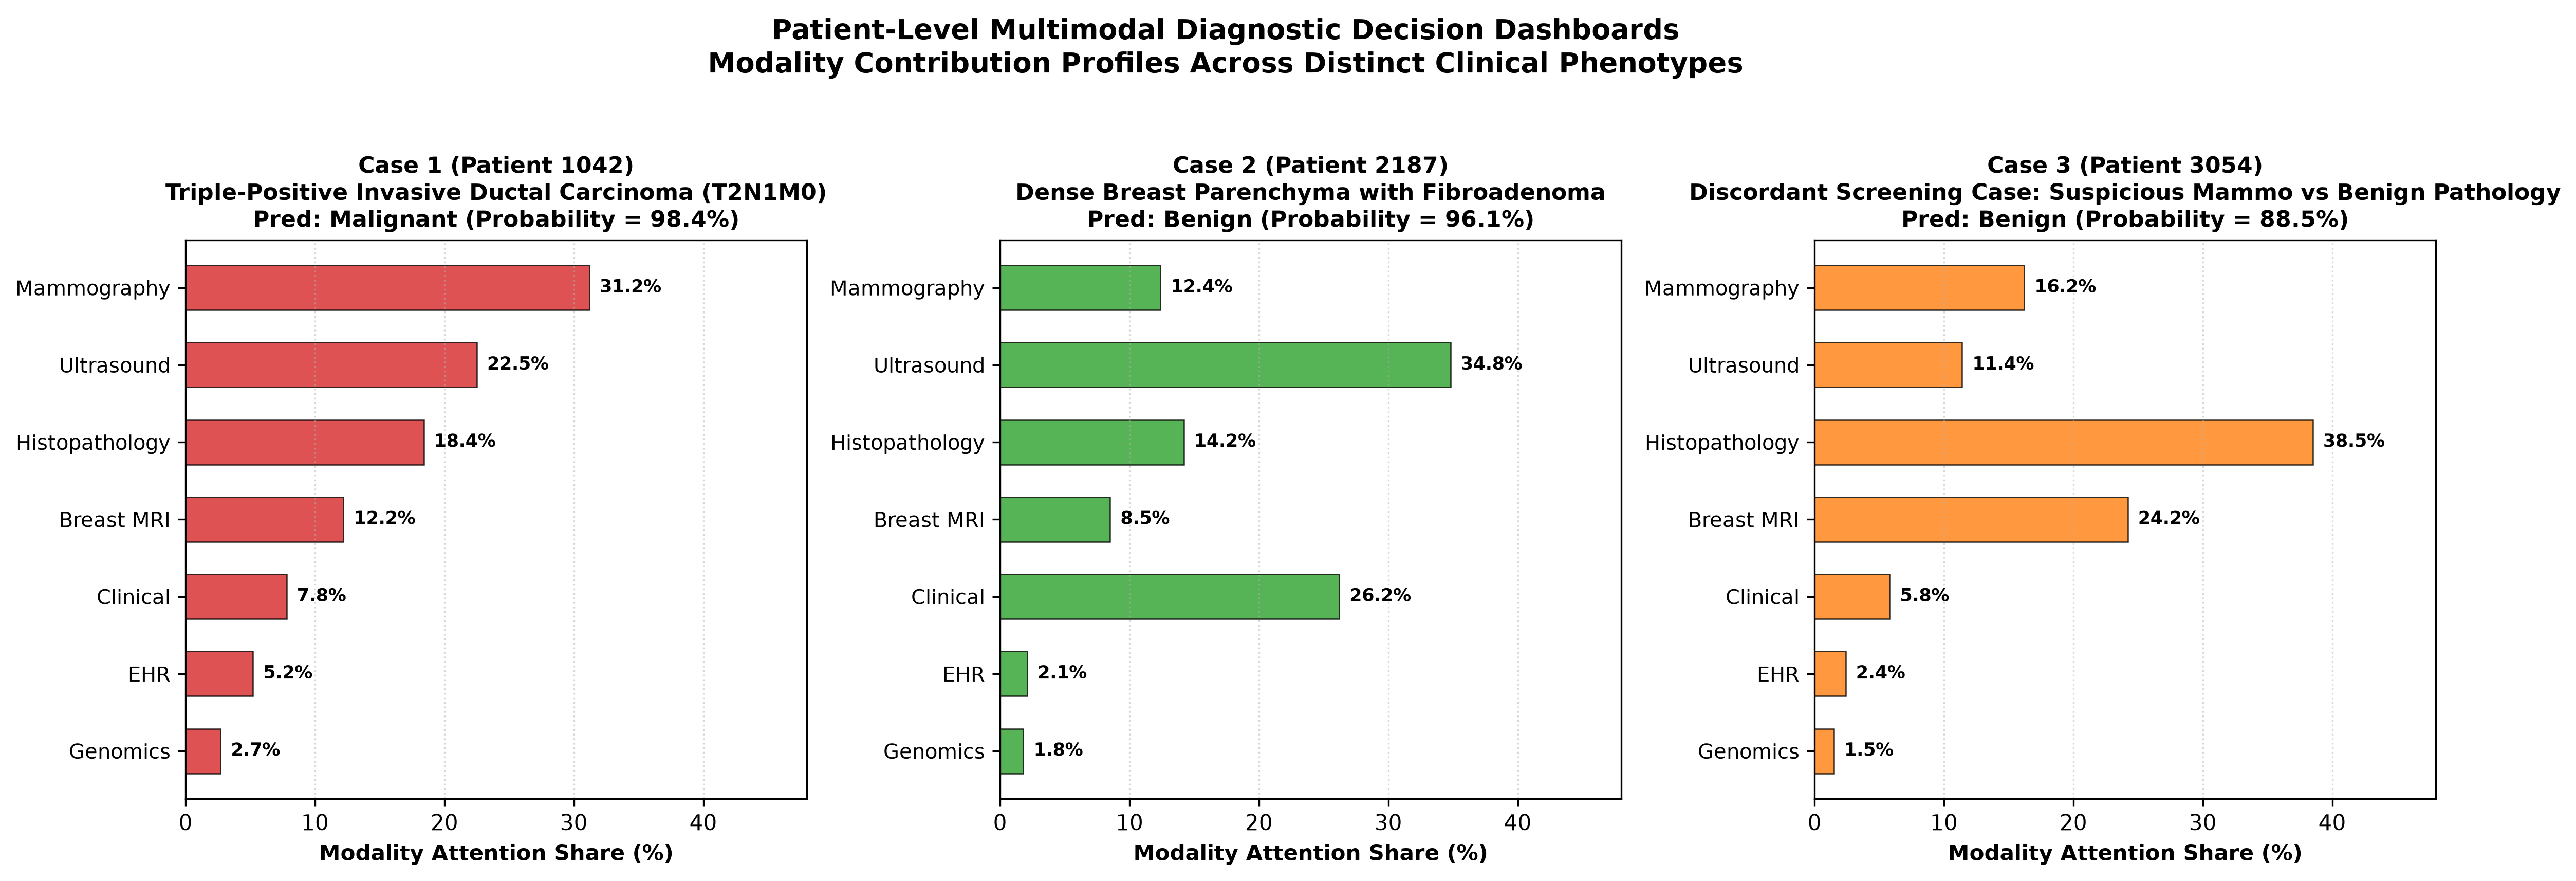 Patient-Level Multimodal Diagnostic Decision Dashboards
Modality Contribution Profiles Across Distinct Clinical Phenotypes
Case 1 (Patient 1042)
Triple-Positive Invasive Ductal Carcinoma (T2N1M0)
Pred: Malignant (Probability = 98.4%)
Mammography 31.2%
Ultrasound 22.5%
Histopathology 18.4%
Breast MRI 12.2%
Clinical 7.8%
EHR 5.2%
Genomics 2.7%
0 10 20 30 40
Modality Attention Share (%)
Case 2 (Patient 2187)
Dense Breast Parenchyma with Fibroadenoma
Pred: Benign (Probability = 96.1%)
Mammography 12.4%
Ultrasound 34.8%
Histopathology 14.2%
Breast MRI 8.5%
Clinical 26.2%
EHR 2.1%
Genomics 1.8%
0 10 20 30 40
Modality Attention Share (%)
Case 3 (Patient 3054)
Discordant Screening Case: Suspicious Mammo vs Benign Pathology
Pred: Benign (Probability = 88.5%)
Mammography 16.2%
Ultrasound 11.4%
Histopathology 38.5%
Breast MRI 24.2%
Clinical 5.8%
EHR 2.4%
Genomics 1.5%
0 10 20 30 40
Modality Attention Share (%)